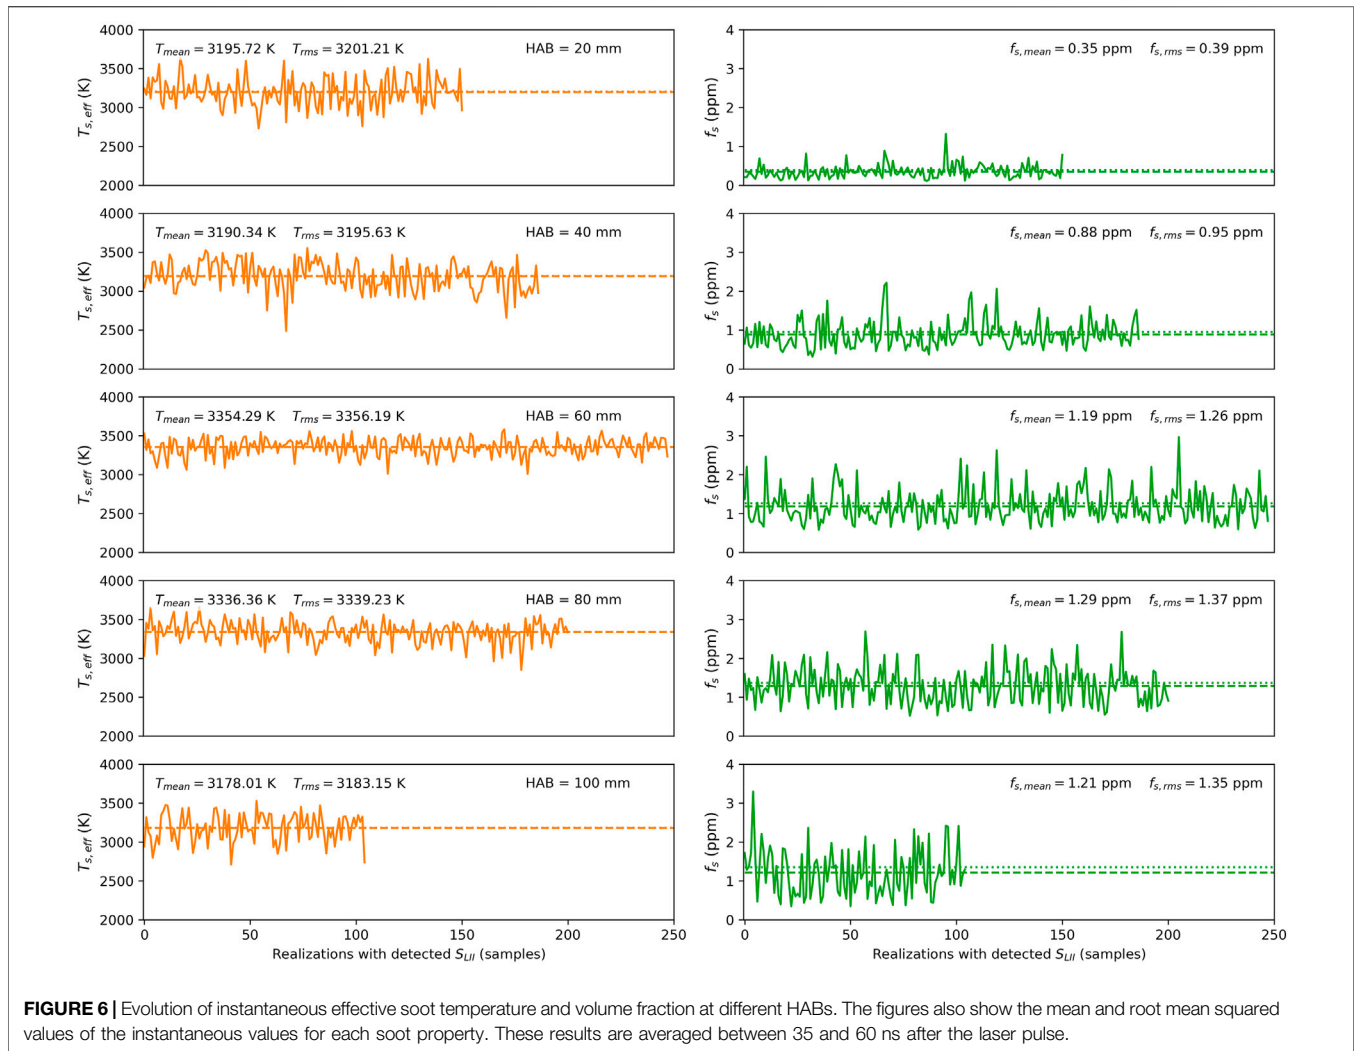 4000
3500
3000
2500
2000
T_s,eff (K)
T_mean = 3195.72 K T_rms = 3201.21 K HAB = 20 mm
4
3
2
1
0
f_s (ppm)
f_s,mean = 0.35 ppm f_s,rms = 0.39 ppm
4000
3500
3000
2500
2000
T_s,eff (K)
T_mean = 3190.34 K T_rms = 3195.63 K HAB = 40 mm
4
3
2
1
0
f_s (ppm)
f_s,mean = 0.88 ppm f_s,rms = 0.95 ppm
4000
3500
3000
2500
2000
T_s,eff (K)
T_mean = 3354.29 K T_rms = 3356.19 K HAB = 60 mm
4
3
2
1
0
f_s (ppm)
f_s,mean = 1.19 ppm f_s,rms = 1.26 ppm
4000
3500
3000
2500
2000
T_s,eff (K)
T_mean = 3336.36 K T_rms = 3339.23 K HAB = 80 mm
4
3
2
1
0
f_s (ppm)
f_s,mean = 1.29 ppm f_s,rms = 1.37 ppm
4000
3500
3000
2500
2000
T_s,eff (K)
T_mean = 3178.01 K T_rms = 3183.15 K HAB = 100 mm
0 50 100 150 200 250
Realizations with detected S_LII (samples)
4
3
2
1
0
f_s (ppm)
f_s,mean = 1.21 ppm f_s,rms = 1.35 ppm
0 50 100 150 200 250
Realizations with detected S_LII (samples)
FIGURE 6 | Evolution of instantaneous effective soot temperature and volume fraction at different HABs. The figures also show the mean and root mean squared
values of the instantaneous values for each soot property. These results are averaged between 35 and 60 ns after the laser pulse.